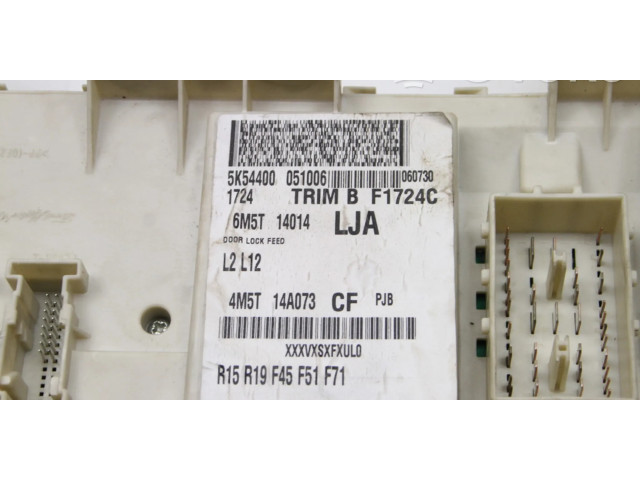 5K54400 051006 060730
1724 TRIM B F1724C
6M5T 14014 LJA
DOOR LOCK FEED
L2 L12
4M5T 14A073 CF PJB
XXXVXSXFXUL0
R15 R19 F45 F51 F71